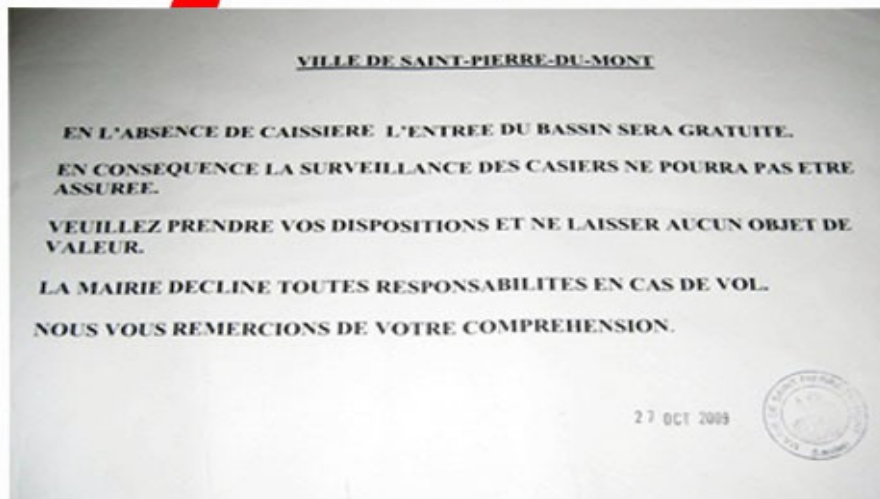 VILLE DE SAINT-PIERRE-DU-MONT
EN L'ABSENCE DE CAISSIERE L'ENTREE DU BASSIN SERA GRATUITE.
EN CONSEQUENCE LA SURVEILLANCE DES CASIERS NE POURRA PAS ETRE
ASSUREE.
VEUILLEZ PRENDRE VOS DISPOSITIONS ET NE LAISSER AUCUN OBJET DE
VALEUR.
LA MAIRIE DECLINE TOUTES RESPONSABILITES EN CAS DE VOL.
NOUS VOUS REMERCIONS DE VOTRE COMPREHENSION.
27 OCT 2009